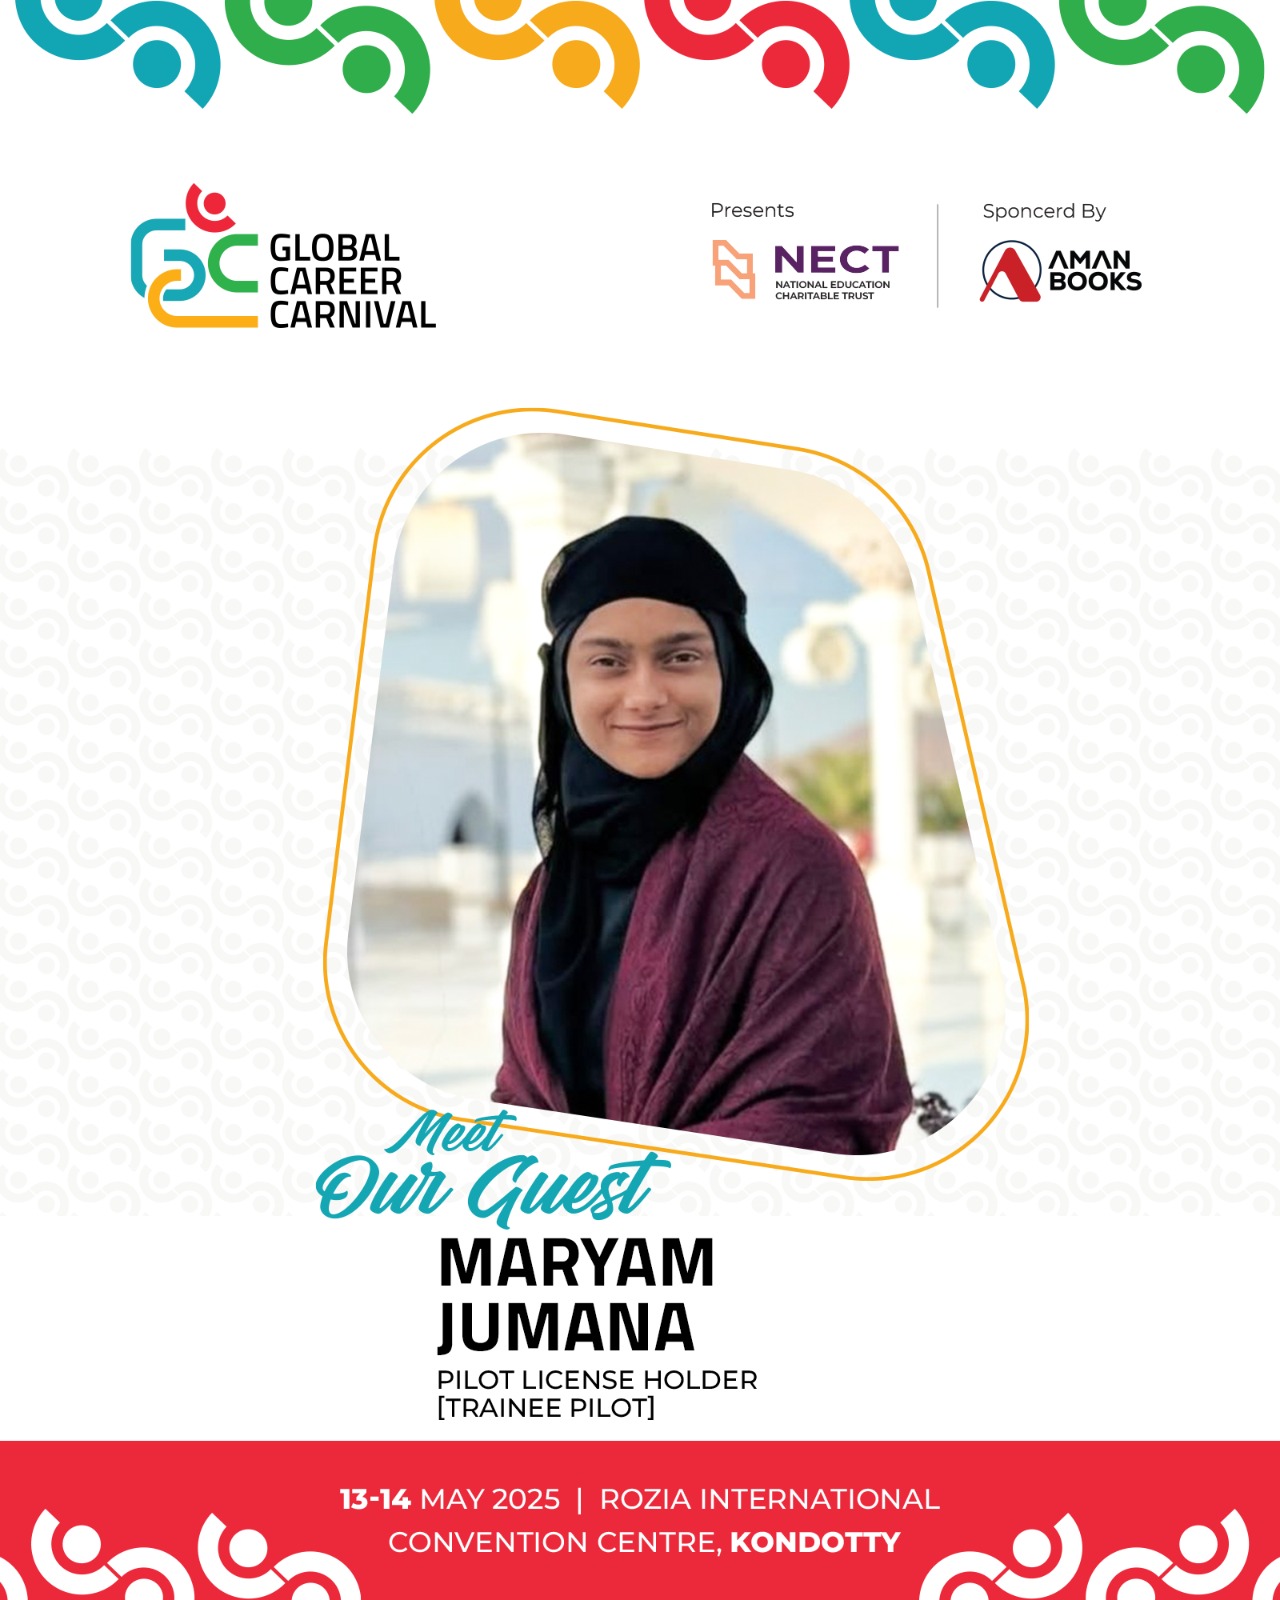 GLOBAL
CAREER
CARNIVAL
Presents
NECT
NATIONAL EDUCATION
CHARITABLE TRUST
Sponcerd By
AMAN
BOOKS
Meet
Our Guest
MARYAM
JUMANA
PILOT LICENSE HOLDER
[TRAINEE PILOT]
13-14 MAY 2025 | ROZIA INTERNATIONAL
CONVENTION CENTRE, KONDOTTY